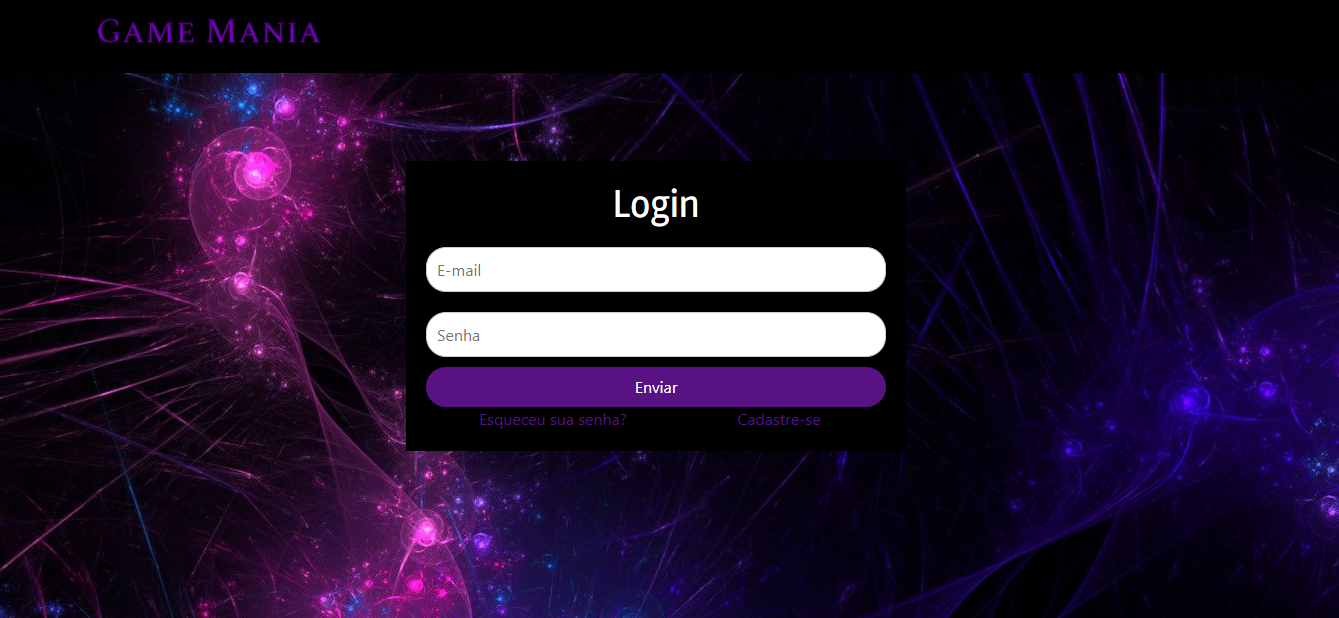 GAME MANIA
Login
E-mail
Senha
Enviar
Esqueceu sua senha? Cadastre-se